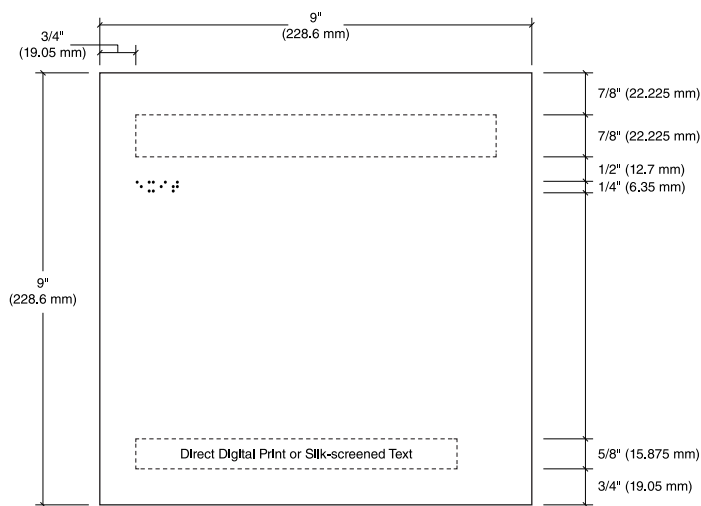 9"
(228.6 mm)
3/4"
(19.05 mm)
7/8" (22.225 mm)
7/8" (22.225 mm)
1/2" (12.7 mm)
1/4" (6.35 mm)
9"
(228.6 mm)
Direct Digital Print or Silk-screened Text
5/8" (15.875 mm)
3/4" (19.05 mm)